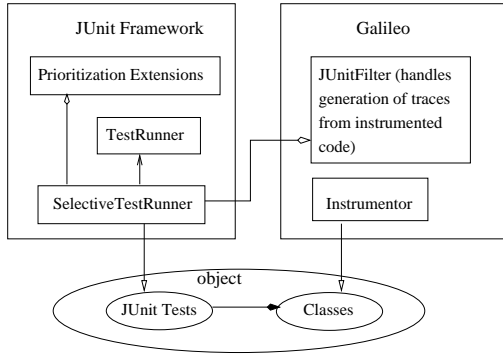 JUnit Framework
Prioritization Extensions
TestRunner
SelectiveTestRunner
Galileo
JUnitFilter (handles
generation of traces
from instrumented
code)
Instrumentor
object
JUnit Tests
Classes